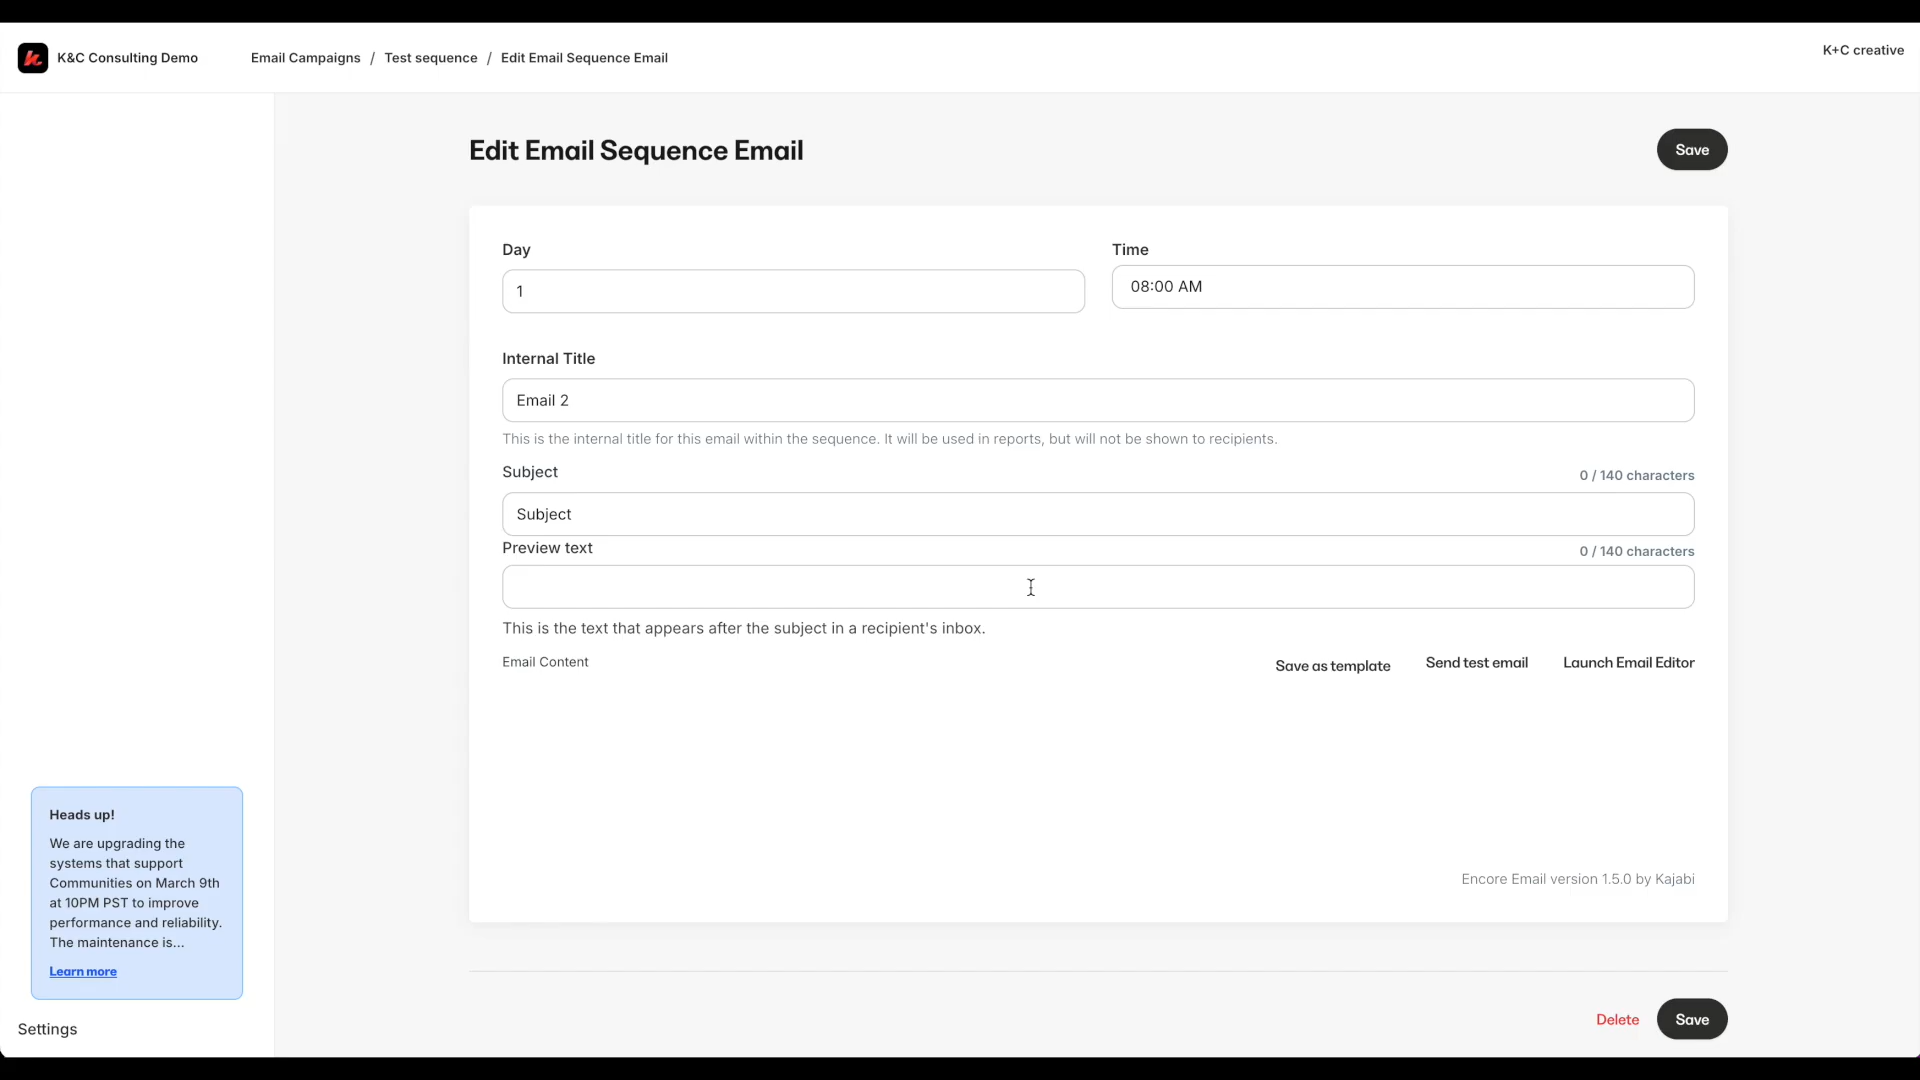 K&C Consulting Demo
Email Campaigns / Test sequence / Edit Email Sequence Email
K+C creative
Edit Email Sequence Email
Save
Day
Time
1
08:00 AM
Internal Title
Email 2
This is the internal title for this email within the sequence. It will be used in reports, but will not be shown to recipients.
Subject
0 / 140 characters
Subject
Preview text
0 / 140 characters
This is the text that appears after the subject in a recipient's inbox.
Email Content
Save as template
Send test email
Launch Email Editor
Encore Email version 1.5.0 by Kajabi
Heads up!
We are upgrading the
systems that support
Communities on March 9th
at 10PM PST to improve
performance and reliability.
The maintenance is...
Learn more
Settings
Delete
Save